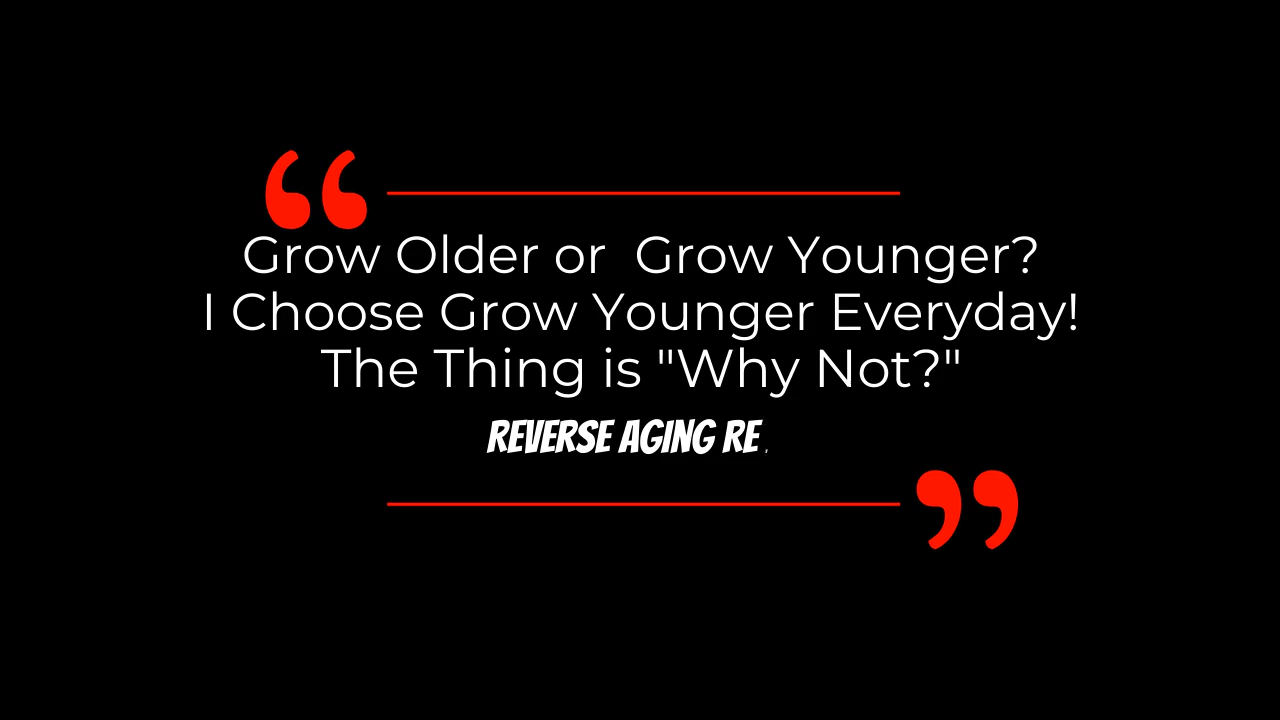 Grow Older or Grow Younger?
I Choose Grow Younger Everyday!
The Thing is "Why Not?"
REVERSE AGING RE